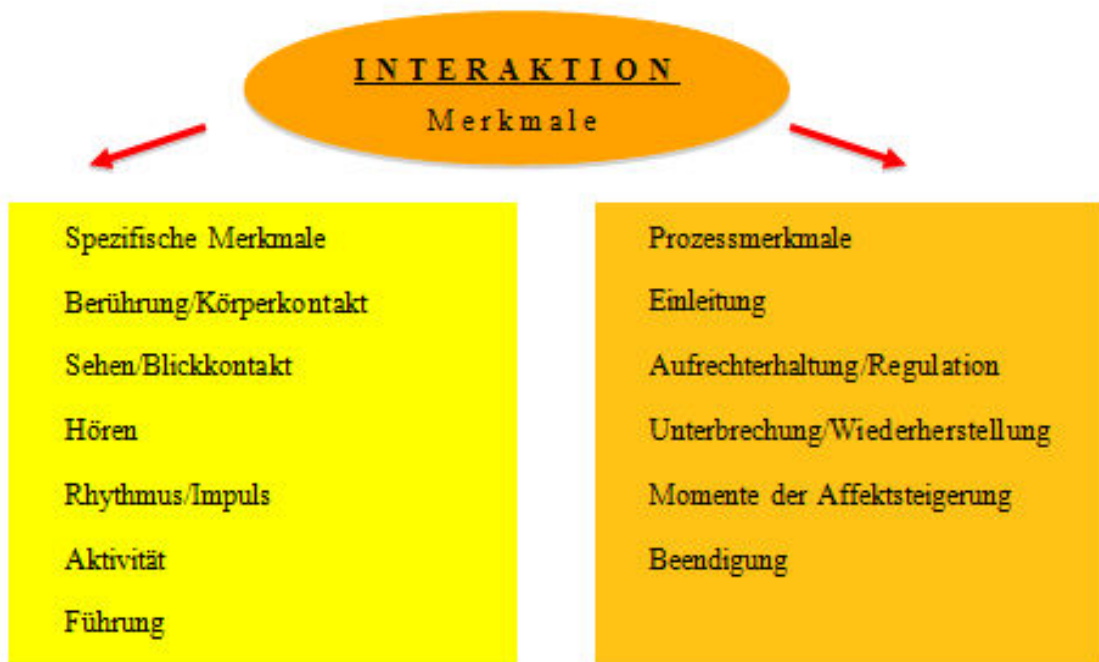 INTERAKTION
Merkmale
Spezifische Merkmale
Berührung/Körperkontakt
Sehen/Blickkontakt
Hören
Rhythmus/Impuls
Aktivität
Führung
Prozessmerkmale
Einleitung
Aufrechterhaltung/Regulation
Unterbrechung/Wiederherstellung
Momente der Affektsteigerung
Beendigung